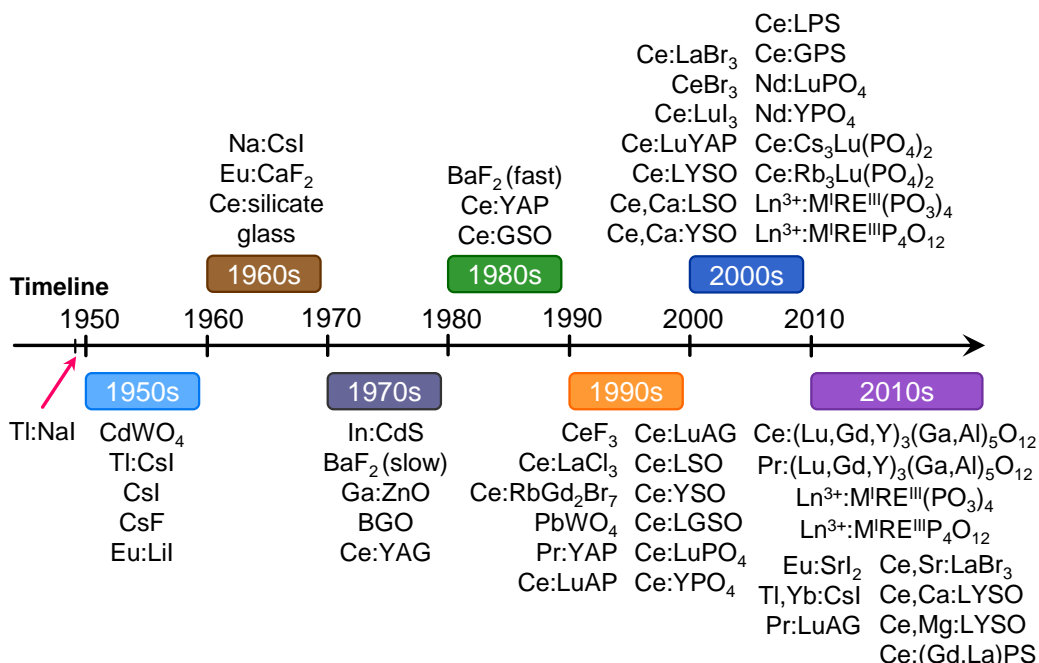 Ce:LPS
Ce:LaBr₃ Ce:GPS
CeBr₃ Nd:LuPO₄
Ce:LuI₃ Nd:YPO₄
Na:CsI Ce:LuYAP Ce:Cs₃Lu(PO₄)₂
Eu:CaF₂ BaF₂ (fast) Ce:LYSO Ce:Rb₃Lu(PO₄)₂
Ce:silicate Ce:YAP Ce,Ca:LSO Ln³⁺:MᴵREᴵᴵᴵ(PO₃)₄
glass Ce:GSO Ce,Ca:YSO Ln³⁺:MᴵREᴵᴵᴵP₄O₁₂
1960s 1980s 2000s
Timeline
1950 1960 1970 1980 1990 2000 2010
1950s 1970s 1990s 2010s
Tl:NaI CdWO₄ In:CdS CeF₃ Ce:LuAG Ce:(Lu,Gd,Y)₃(Ga,Al)₅O₁₂
Tl:CsI BaF₂ (slow) Ce:LaCl₃ Ce:LSO Pr:(Lu,Gd,Y)₃(Ga,Al)₅O₁₂
CsI Ga:ZnO Ce:RbGd₂Br₇ Ce:YSO Ln³⁺:MᴵREᴵᴵᴵ(PO₃)₄
CsF BGO PbWO₄ Ce:LGSO Ln³⁺:MᴵREᴵᴵᴵP₄O₁₂
Eu:LiI Ce:YAG Pr:YAP Ce:LuPO₄ Eu:SrI₂ Ce,Sr:LaBr₃
Ce:LuAP Ce:YPO₄ Tl,Yb:CsI Ce,Ca:LYSO
Pr:LuAG Ce,Mg:LYSO
Ce:(Gd,La)PS